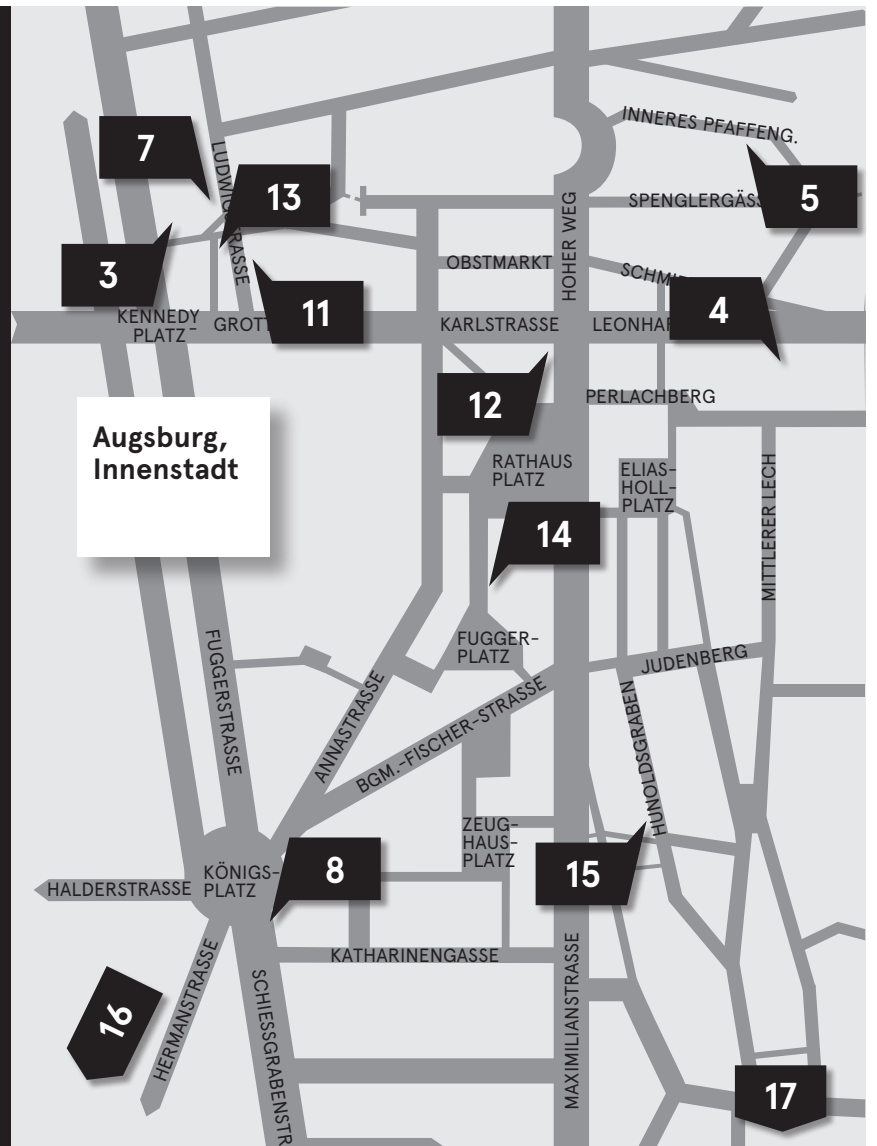 INNERES PFAFFENG.
7
LUDWIGSTRASSE
13
5
SPENGLERGÄSS
HOHER WEG
3
OBSTMARKT
SCHMI
11
4
KENNEDY
PLATZ-
GROTT
KARLSTRASSE
LEONHA
12
PERLACHBERG
Augsburg,
Innenstadt
RATHAUS
PLATZ
ELIAS-
HOLL-
PLATZ
MITTLERER LECH
14
FUGGERSTRASSE
FUGGER-
PLATZ
JUDENBERG
ANNASTRASSE
BGM.-FISCHER-STRASSE
HUNOLDSGRABEN
ZEUG-
HAUS-
PLATZ
8
15
KÖNIGS-
PLATZ
HALDERSTRASSE
KATHARINENGASSE
HERMANSTRASSE
16
SCHIESSGRABENSTR
MAXIMILIANSTRASSE
17